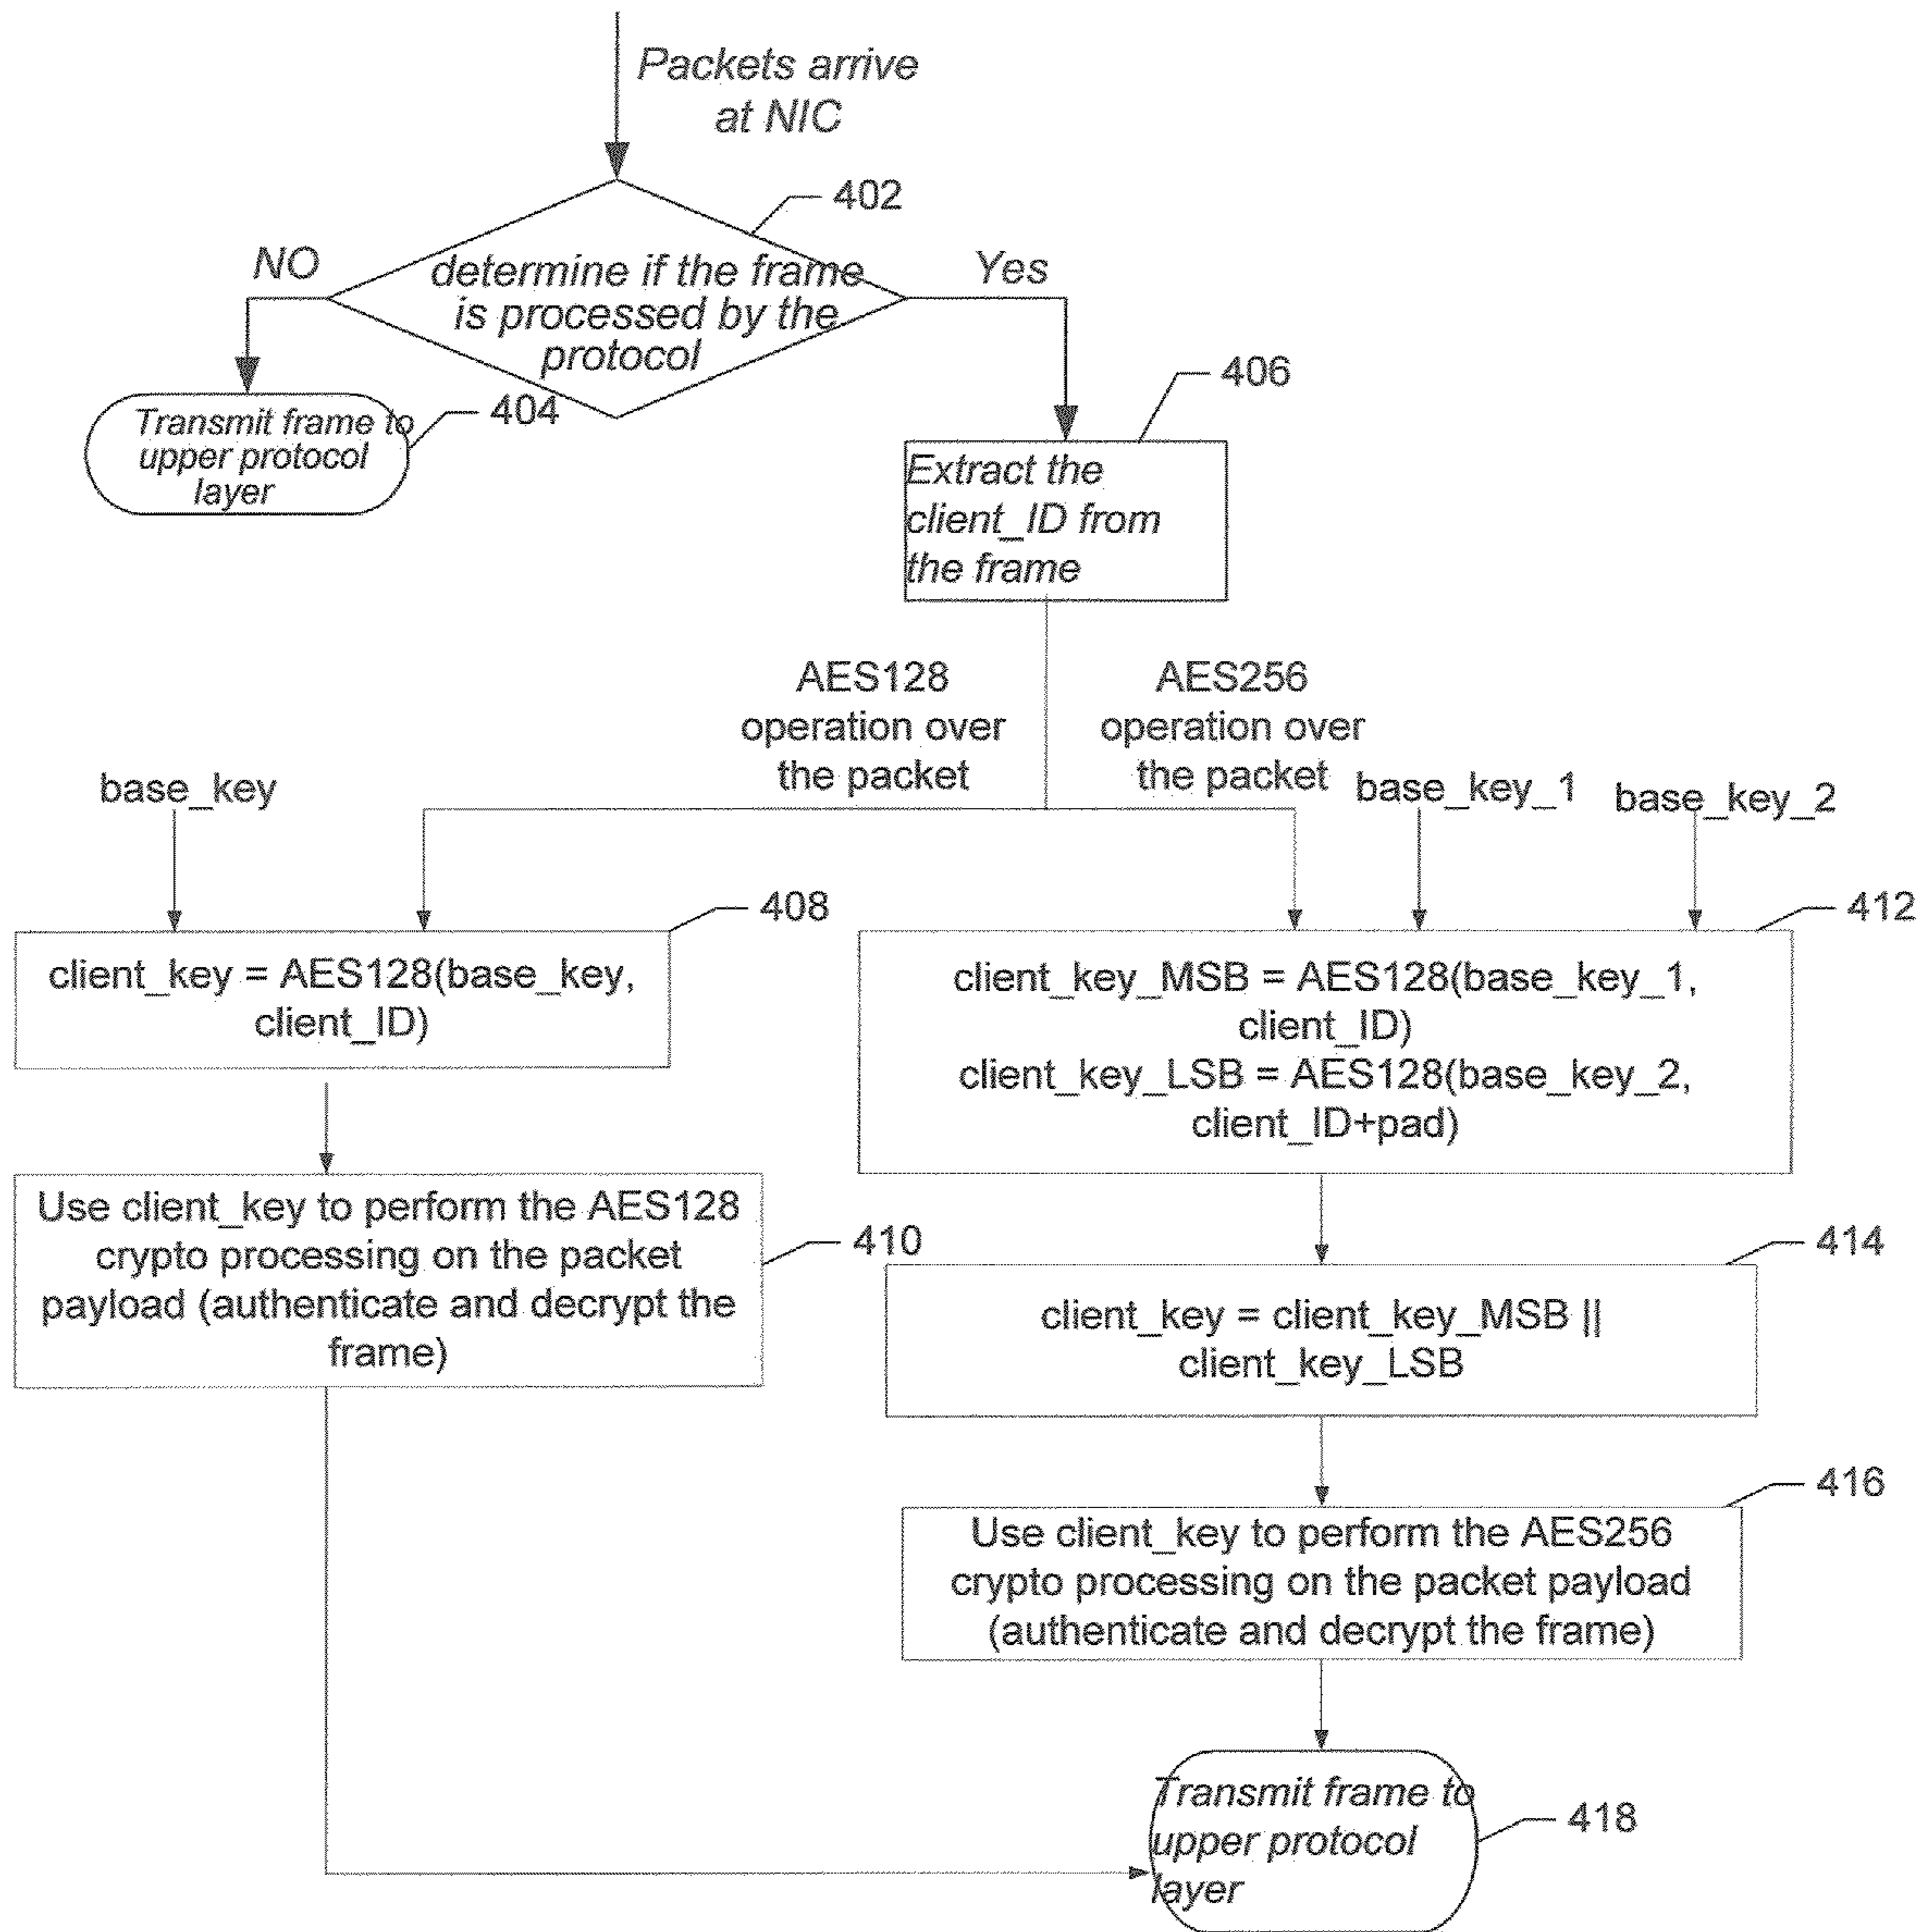 Packets arrive
at NIC
402
NO
determine if the frame
is processed by the
protocol
Yes
404
Transmit frame to
upper protocol
layer
406
Extract the
client_ID from
the frame
AES128
operation over
the packet
AES256
operation over
the packet
base_key
base_key_1
base_key_2
408
client_key = AES128(base_key,
client_ID)
412
client_key_MSB = AES128(base_key_1,
client_ID)
client_key_LSB = AES128(base_key_2,
client_ID+pad)
410
Use client_key to perform the AES128
crypto processing on the packet
payload (authenticate and decrypt the
frame)
414
client_key = client_key_MSB ||
client_key_LSB
416
Use client_key to perform the AES256
crypto processing on the packet payload
(authenticate and decrypt the frame)
Transmit frame to
upper protocol
layer
418